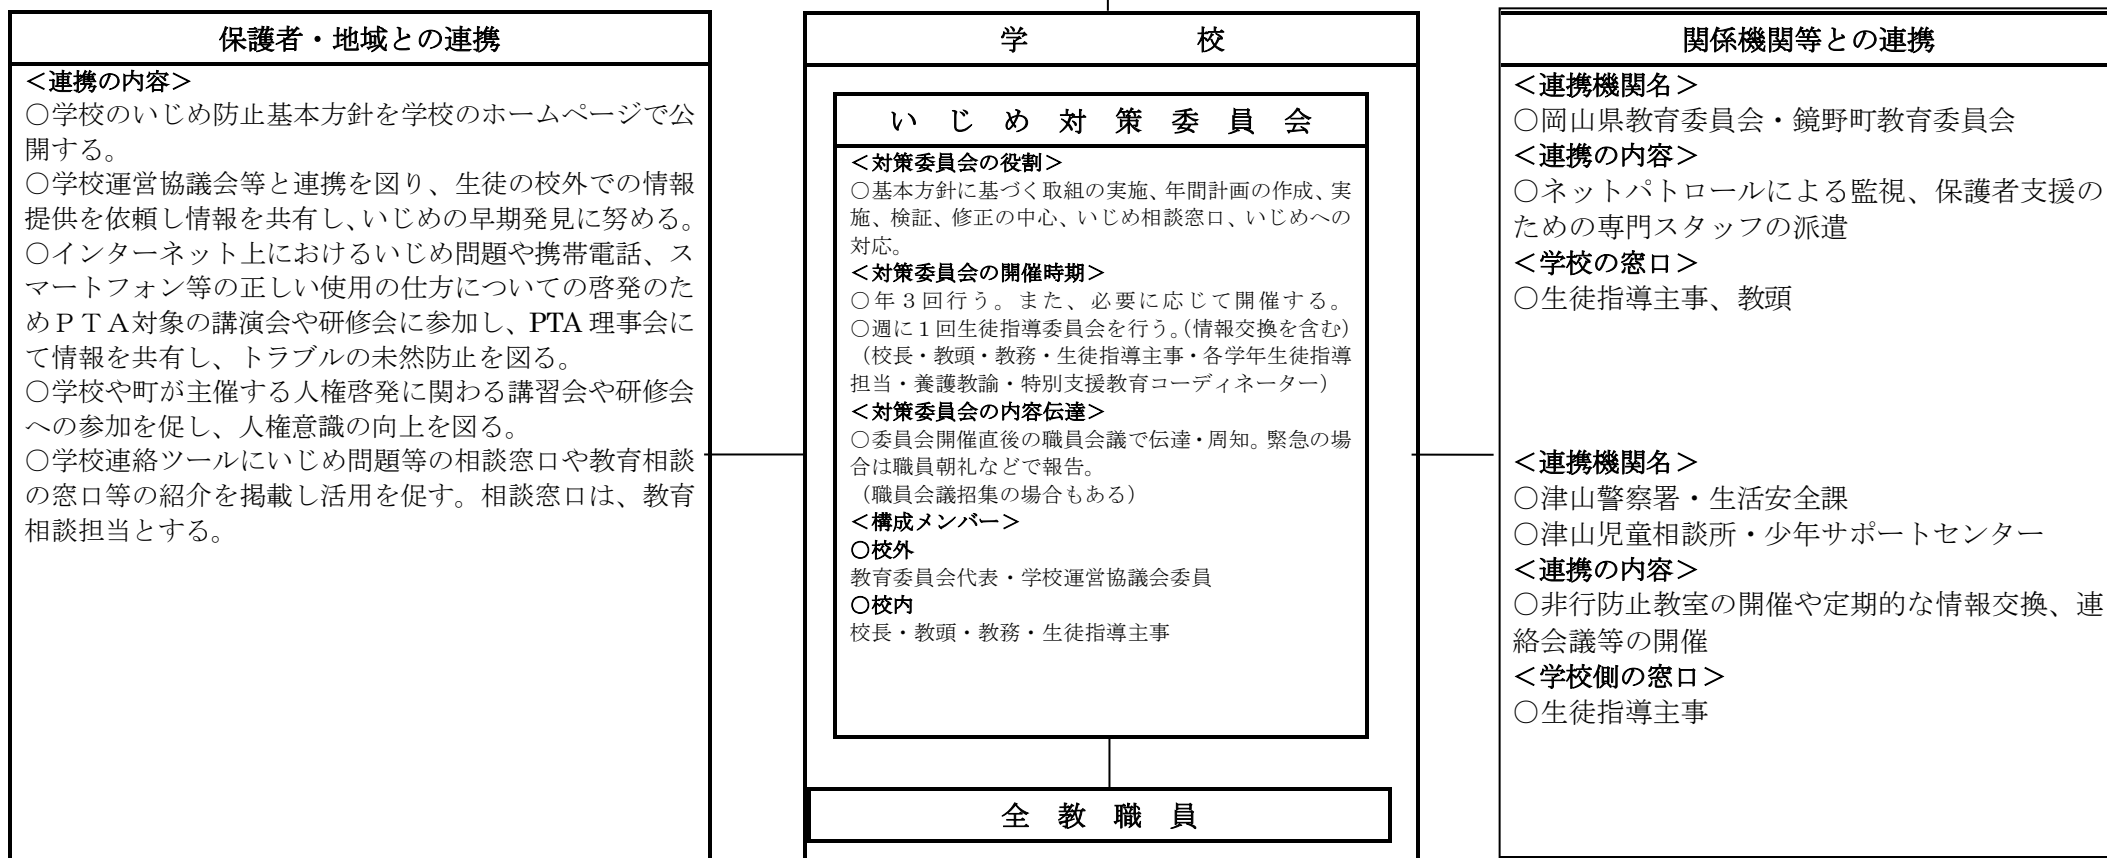 保護者・地域との連携
＜連携の内容＞
○学校のいじめ防止基本方針を学校のホームページで公
開する。
○学校運営協議会等と連携を図り、生徒の校外での情報
提供を依頼し情報を共有し、いじめの早期発見に努める。
○インターネット上におけるいじめ問題や携帯電話、ス
マートフォン等の正しい使用の仕方についての啓発のた
めＰＴＡ対象の講演会や研修会に参加し、PTA 理事会に
て情報を共有し、トラブルの未然防止を図る。
○学校や町が主催する人権啓発に関わる講習会や研修会
への参加を促し、人権意識の向上を図る。
○学校連絡ツールにいじめ問題等の相談窓口や教育相談
の窓口等の紹介を掲載し活用を促す。相談窓口は、教育
相談担当とする。
学　校
いじめ対策委員会
＜対策委員会の役割＞
○基本方針に基づく取組の実施、年間計画の作成、実
施、検証、修正の中心、いじめ相談窓口、いじめへの
対応。
＜対策委員会の開催時期＞
○年３回行う。また、必要に応じて開催する。
○週に１回生徒指導委員会を行う。（情報交換を含む）
（校長・教頭・教務・生徒指導主事・各学年生徒指導
担当・養護教諭・特別支援教育コーディネーター）
＜対策委員会の内容伝達＞
○委員会開催直後の職員会議で伝達・周知。緊急の場
合は職員朝礼などで報告。
（職員会議招集の場合もある）
＜構成メンバー＞
○校外
教育委員会代表・学校運営協議会委員
○校内
校長・教頭・教務・生徒指導主事
全教職員
関係機関等との連携
＜連携機関名＞
○岡山県教育委員会・鏡野町教育委員会
＜連携の内容＞
○ネットパトロールによる監視、保護者支援の
ための専門スタッフの派遣
＜学校の窓口＞
○生徒指導主事、教頭
＜連携機関名＞
○津山警察署・生活安全課
○津山児童相談所・少年サポートセンター
＜連携の内容＞
○非行防止教室の開催や定期的な情報交換、連
絡会議等の開催
＜学校側の窓口＞
○生徒指導主事